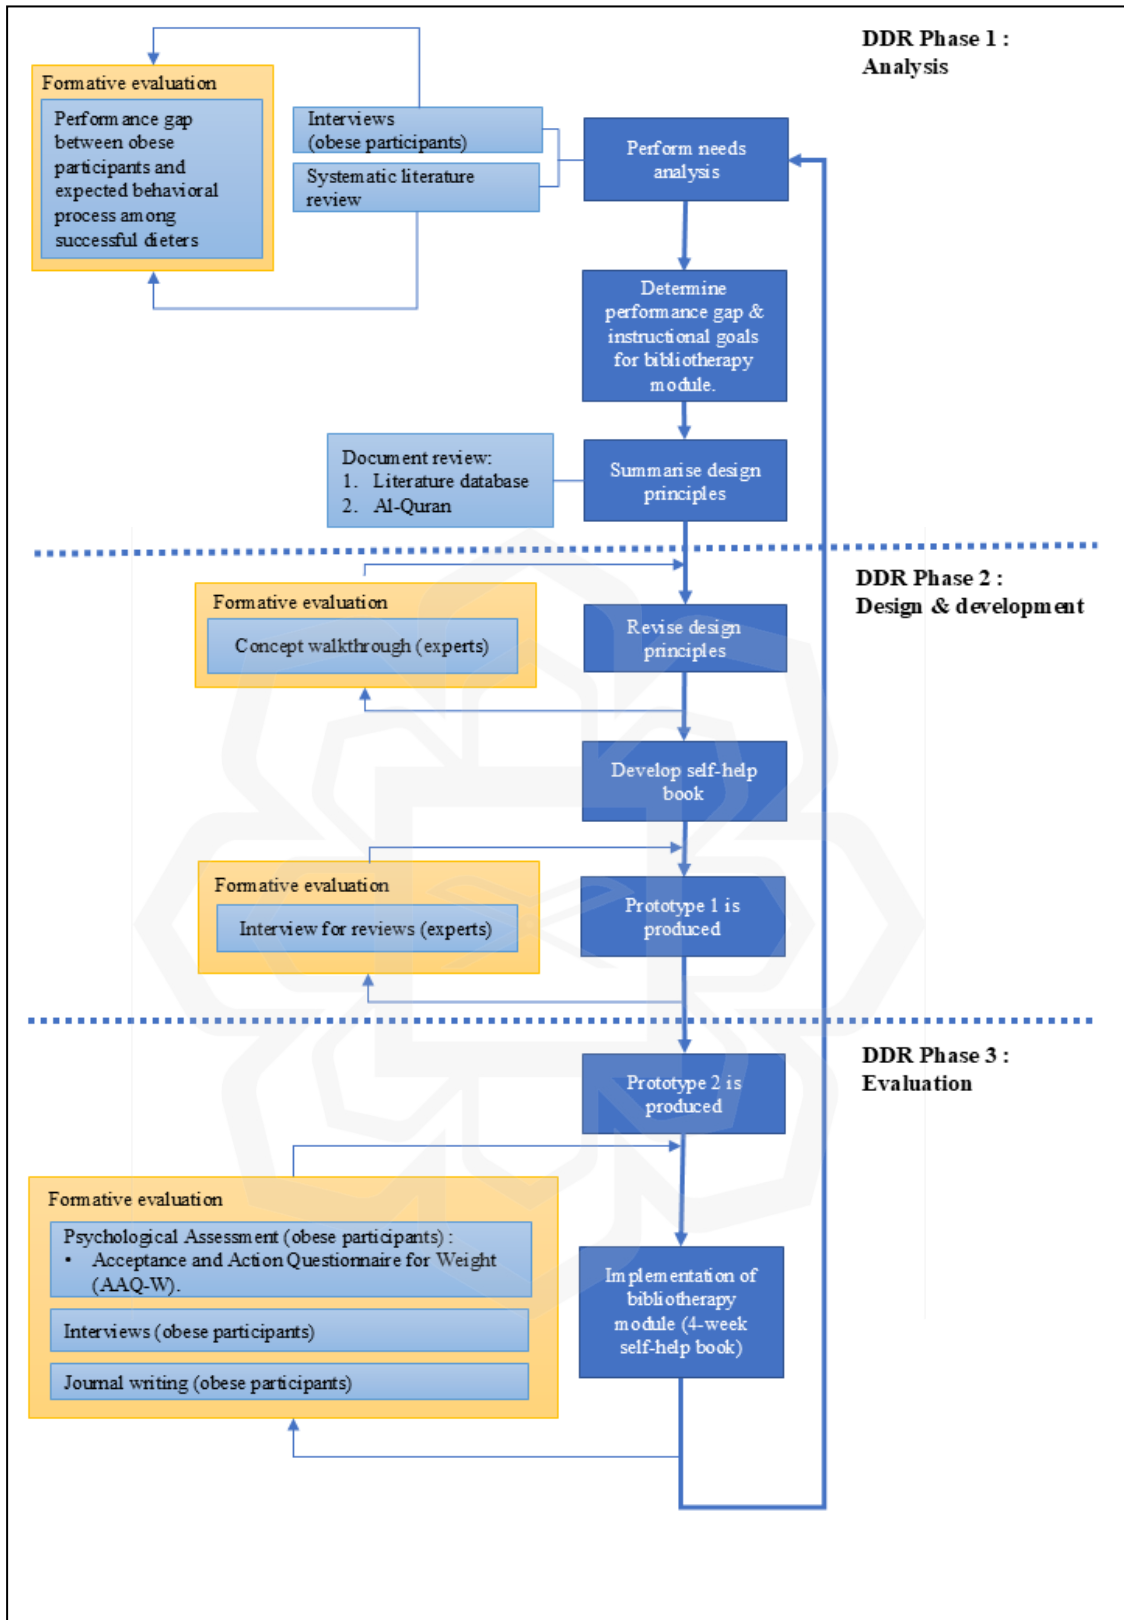 DDR Phase 1 :
Analysis
Formative evaluation
Performance gap
between obese
participants and
expected behavioral
process among
successful dieters
Interviews
(obese participants)
Systematic literature
review
Perform needs
analysis
Determine
performance gap &
instructional goals
for bibliotherapy
module.
Document review:
1. Literature database
2. Al-Quran
Summarise design
principles
DDR Phase 2 :
Design & development
Formative evaluation
Concept walkthrough (experts)
Revise design
principles
Develop self-help
book
Formative evaluation
Interview for reviews (experts)
Prototype 1 is
produced
DDR Phase 3 :
Evaluation
Prototype 2 is
produced
Formative evaluation
Psychological Assessment (obese participants) :
• Acceptance and Action Questionnaire for Weight
(AAQ-W).
Interviews (obese participants)
Journal writing (obese participants)
Implementation of
bibliotherapy
module (4-week
self-help book)